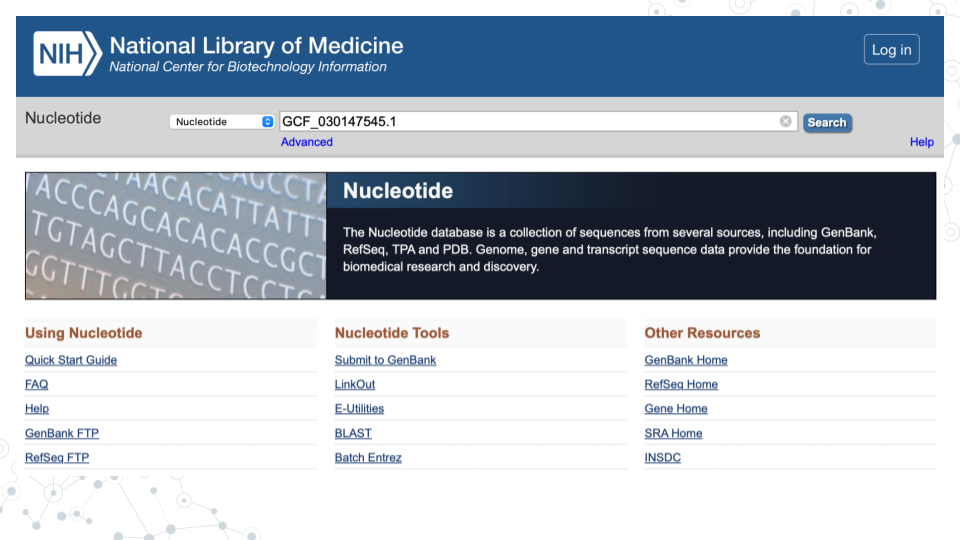 NIH
National Library of Medicine
National Center for Biotechnology Information
Log in
Nucleotide
Nucleotide
GCF_030147545.1
Search
Advanced
Help
Nucleotide
The Nucleotide database is a collection of sequences from several sources, including GenBank,
RefSeq, TPA and PDB. Genome, gene and transcript sequence data provide the foundation for
biomedical research and discovery.
ACCCAGCACACACCGCT
TGTAGCTTACCTCCTC
Using Nucleotide
Quick Start Guide
FAQ
Help
GenBank FTP
RefSeq FTP
Nucleotide Tools
Submit to GenBank
LinkOut
E-Utilities
BLAST
Batch Entrez
Other Resources
GenBank Home
RefSeq Home
Gene Home
SRA Home
INSDC